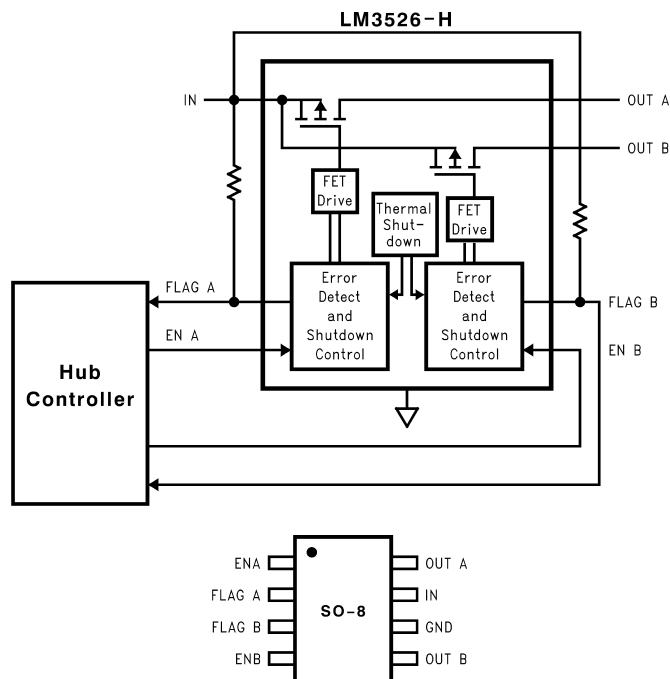 LM3526-H
IN
OUT A
OUT B
FET
Drive
Thermal
Shut-
down
FET
Drive
FLAG A
Error
Detect
and
Shutdown
Control
Error
Detect
and
Shutdown
Control
FLAG B
EN A
EN B
Hub
Controller
ENA
OUT A
FLAG A
IN
SO-8
FLAG B
GND
ENB
OUT B